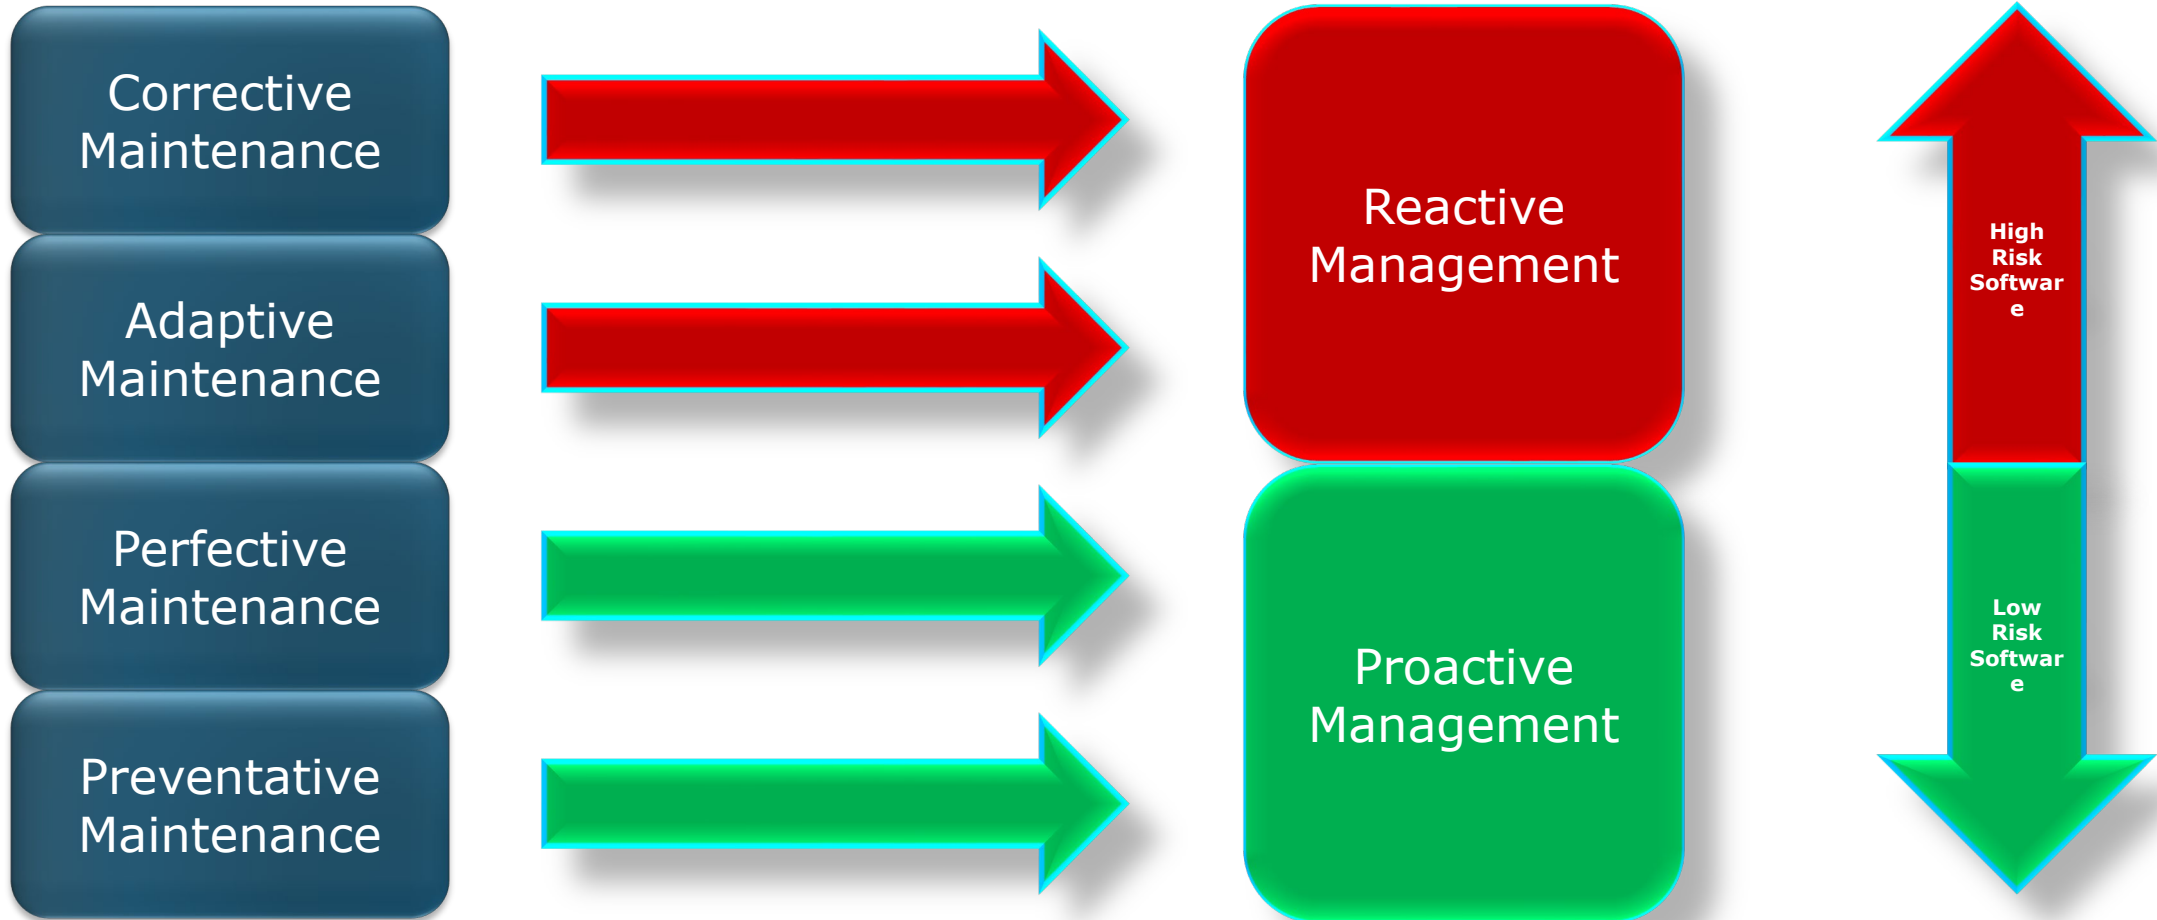 Corrective
Maintenance
Adaptive
Maintenance
Perfective
Maintenance
Preventative
Maintenance
Reactive
Management
Proactive
Management
High
Risk
Softwar
e
Low
Risk
Softwar
e